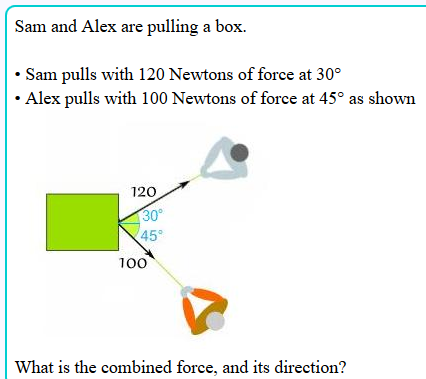 Sam and Alex are pulling a box.
• Sam pulls with 120 Newtons of force at 30°
• Alex pulls with 100 Newtons of force at 45° as shown
120
30°
45°
100
What is the combined force, and its direction?